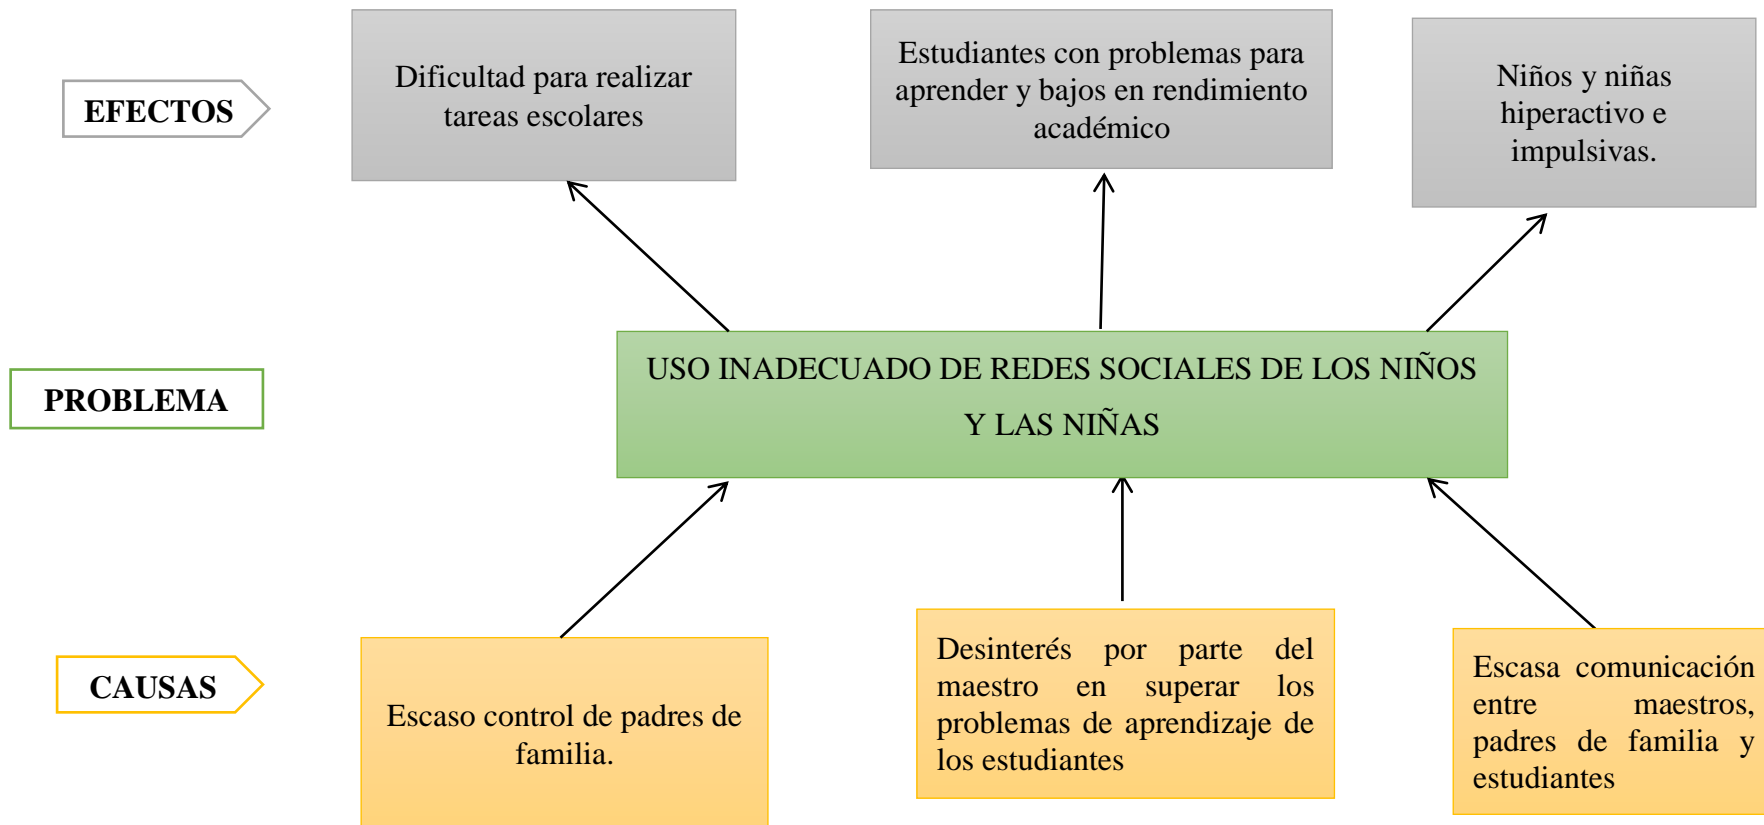 EFECTOS
Dificultad para realizar
tareas escolares
Estudiantes con problemas para
aprender y bajos en rendimiento
académico
Niños y niñas
hiperactivo e
impulsivas.
PROBLEMA
USO INADECUADO DE REDES SOCIALES DE LOS NIÑOS
Y LAS NIÑAS
CAUSAS
Escaso control de padres de
familia.
Desinterés por parte del
maestro en superar los
problemas de aprendizaje de
los estudiantes
Escasa comunicación
entre maestros,
padres de familia y
estudiantes